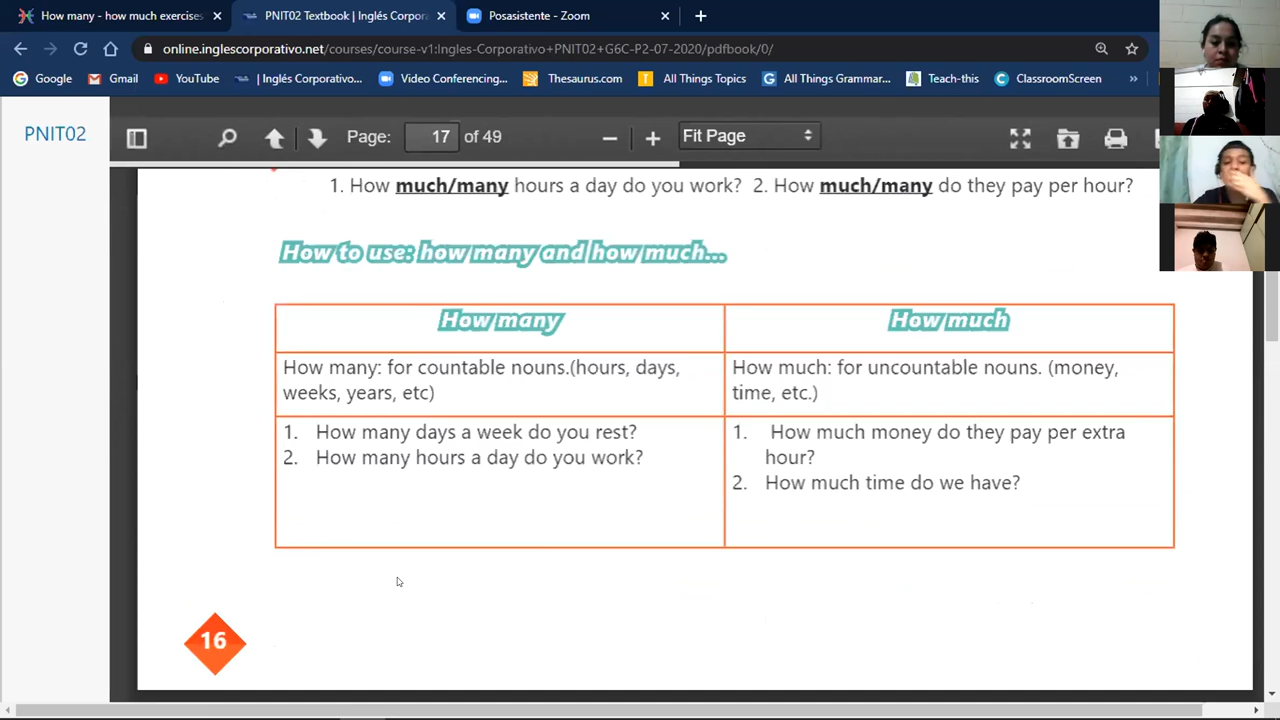 How many - how much exercises
PNIT02 Textbook | Inglés Corpora
Posasistente - Zoom
online.inglescorporativo.net/courses/course-v1:Ingles-Corporativo+PNIT02+G6C-P2-07-2020/pdfbook/0/
Google
Gmail
YouTube
| Inglés Corporativo...
Video Conferencing...
Thesaurus.com
All Things Topics
All Things Grammar...
Teach-this
ClassroomScreen
»
PNIT02
Page: 17 of 49
Fit Page
1. How much/many hours a day do you work? 2. How much/many do they pay per hour?
How to use: how many and how much...
How many
How much
How many: for countable nouns.(hours, days,
weeks, years, etc)
How much: for uncountable nouns. (money,
time, etc.)
1. How many days a week do you rest?
2. How many hours a day do you work?
1. How much money do they pay per extra
hour?
2. How much time do we have?
16